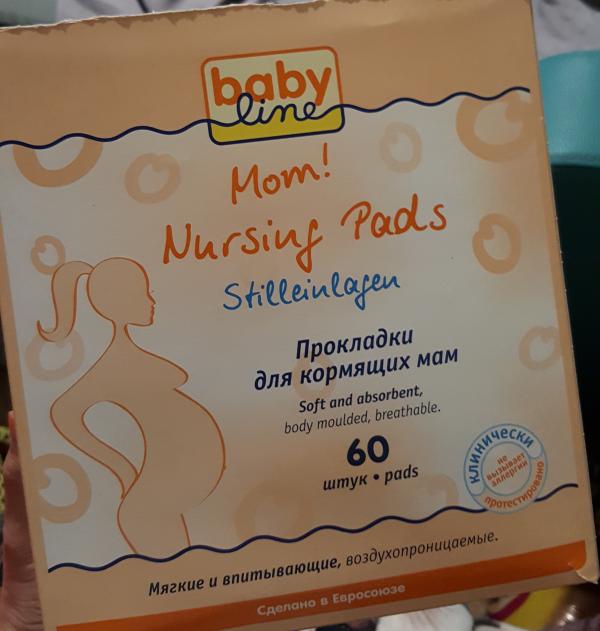 baby
line
Mom!
Nursing Pads
Stilleinlagen
Прокладки
для кормящих мам
Soft and absorbent,
body moulded, breathable.
60
штук • pads
КЛИНИЧЕСКИ
не
вызывает
аллергии
ПРОТЕСТИРОВАНО
Мягкие и впитывающие, воздухопроницаемые.
Сделано в Евросоюзе